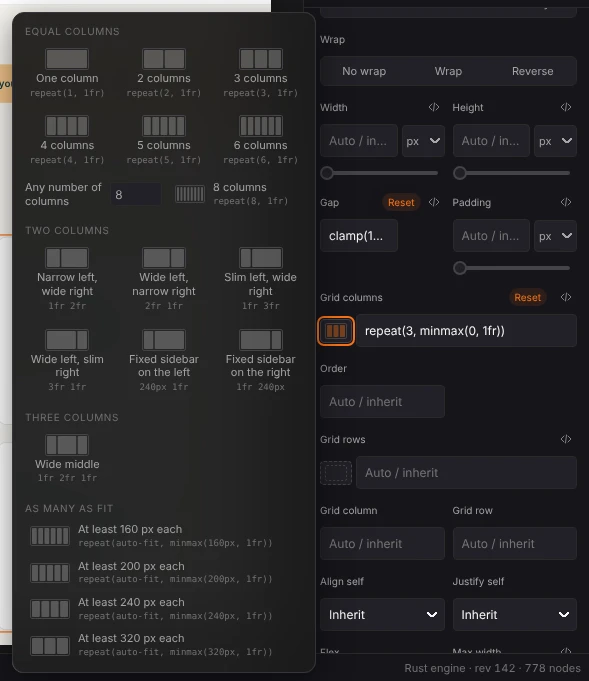 EQUAL COLUMNS
One column
repeat(1, 1fr)
2 columns
repeat(2, 1fr)
3 columns
repeat(3, 1fr)
4 columns
repeat(4, 1fr)
5 columns
repeat(5, 1fr)
6 columns
repeat(6, 1fr)
Any number of
columns
8
8 columns
repeat(8, 1fr)
TWO COLUMNS
Narrow left,
wide right
1fr 2fr
Wide left,
narrow right
2fr 1fr
Slim left, wide
right
1fr 3fr
Wide left, slim
right
3fr 1fr
Fixed sidebar
on the left
240px 1fr
Fixed sidebar
on the right
1fr 240px
THREE COLUMNS
Wide middle
1fr 2fr 1fr
AS MANY AS FIT
At least 160 px each
repeat(auto-fit, minmax(160px, 1fr))
At least 200 px each
repeat(auto-fit, minmax(200px, 1fr))
At least 240 px each
repeat(auto-fit, minmax(240px, 1fr))
At least 320 px each
repeat(auto-fit, minmax(320px, 1fr))
Wrap
No wrap Wrap Reverse
Width </> Height </>
Auto / in... px Auto / in... px
Gap Reset </> Padding </>
clamp(1... Auto / in... px
Grid columns Reset </>
repeat(3, minmax(0, 1fr))
Order
Auto / inherit
Grid rows </>
Auto / inherit
Grid column Grid row
Auto / inherit Auto / inherit
Align self Justify self
Inherit Inherit
Flex Max width
Rust engine · rev 142 · 778 nodes